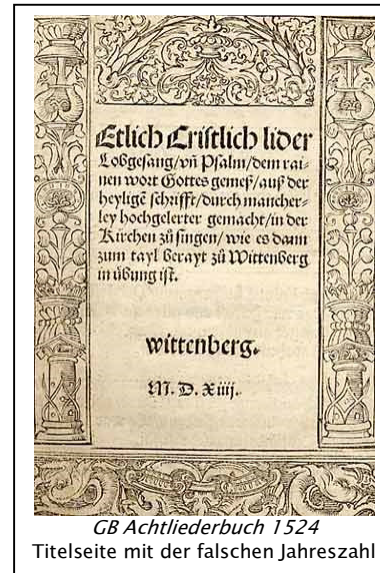 Etlich Cristlich lider
Lobgesang/vñ Psalm/dem rai-
nen wort Gottes gemeß/auß der
heyligē schrifft/durch mancher-
ley hochgelerter gemacht/in der
Kirchen zů singen/wie es dann
zum tayl berayt zů Wittenberg
in übung ist.
wittenberg.
M. D. Xiiij.
GB Achtliederbuch 1524
Titelseite mit der falschen Jahreszahl